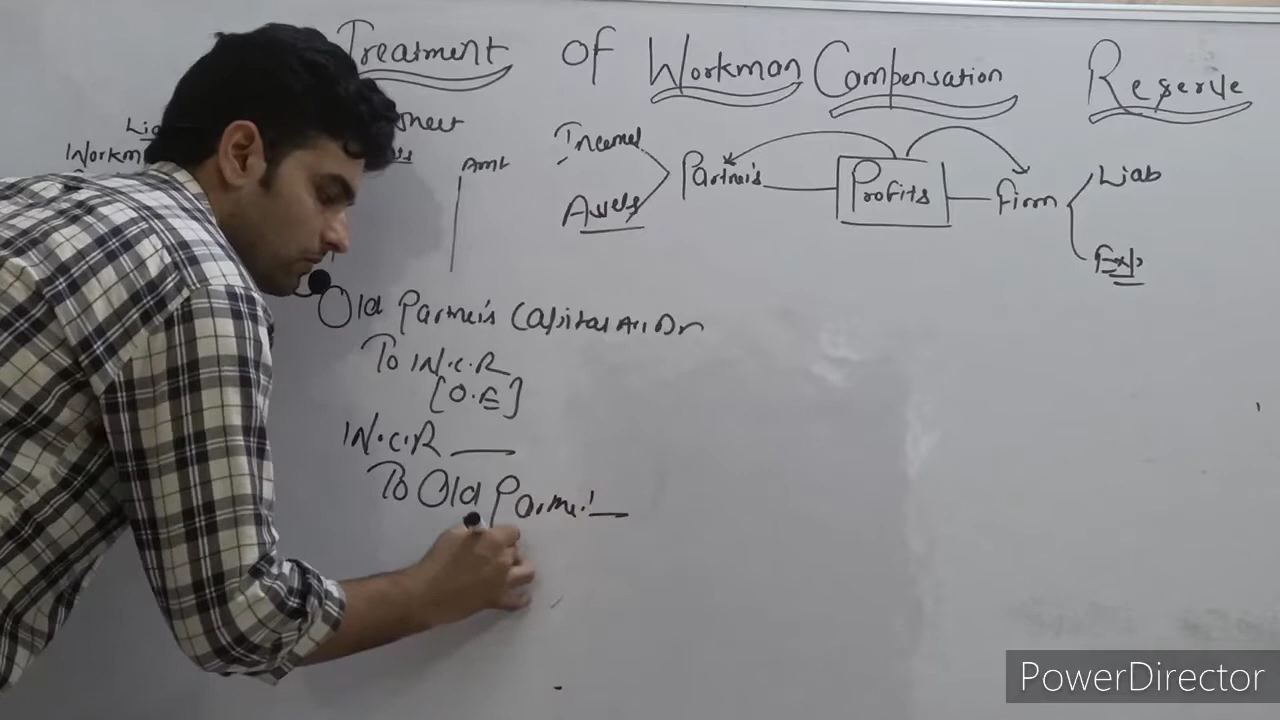 Treatment of Workman Compensation Reserve
Amt
Income
Assets
Partner's
Profits
firm
Liab
Exp
Old Partner's Capital A/c Dr
To W.C.R
[O.E]
W.C.R
To Old Partner's
PowerDirector